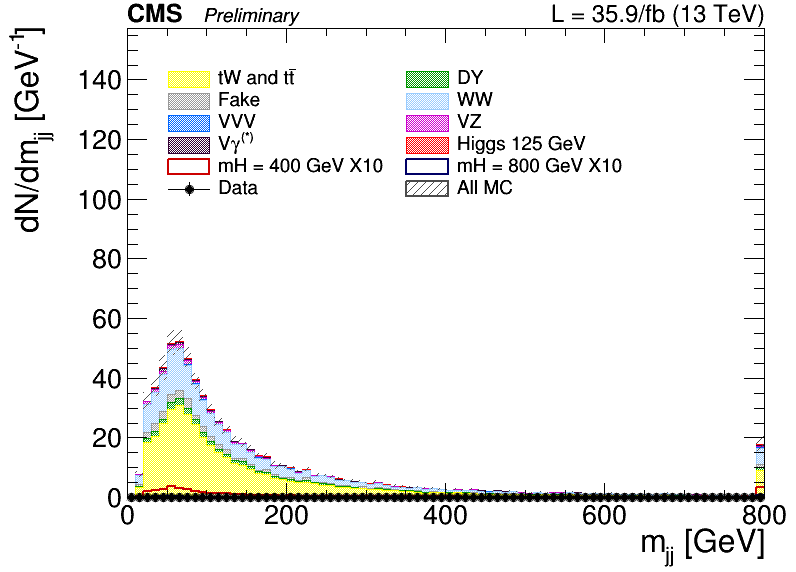 CMS Preliminary L = 35.9/fb (13 TeV)
dN/dm_jj [GeV^-1]
140
120
100
80
60
40
20
0
tW and tt̄ DY
Fake WW
VVV VZ
Vγ^(*) Higgs 125 GeV
mH = 400 GeV X10 mH = 800 GeV X10
Data All MC
0 200 400 600 800
m_jj [GeV]